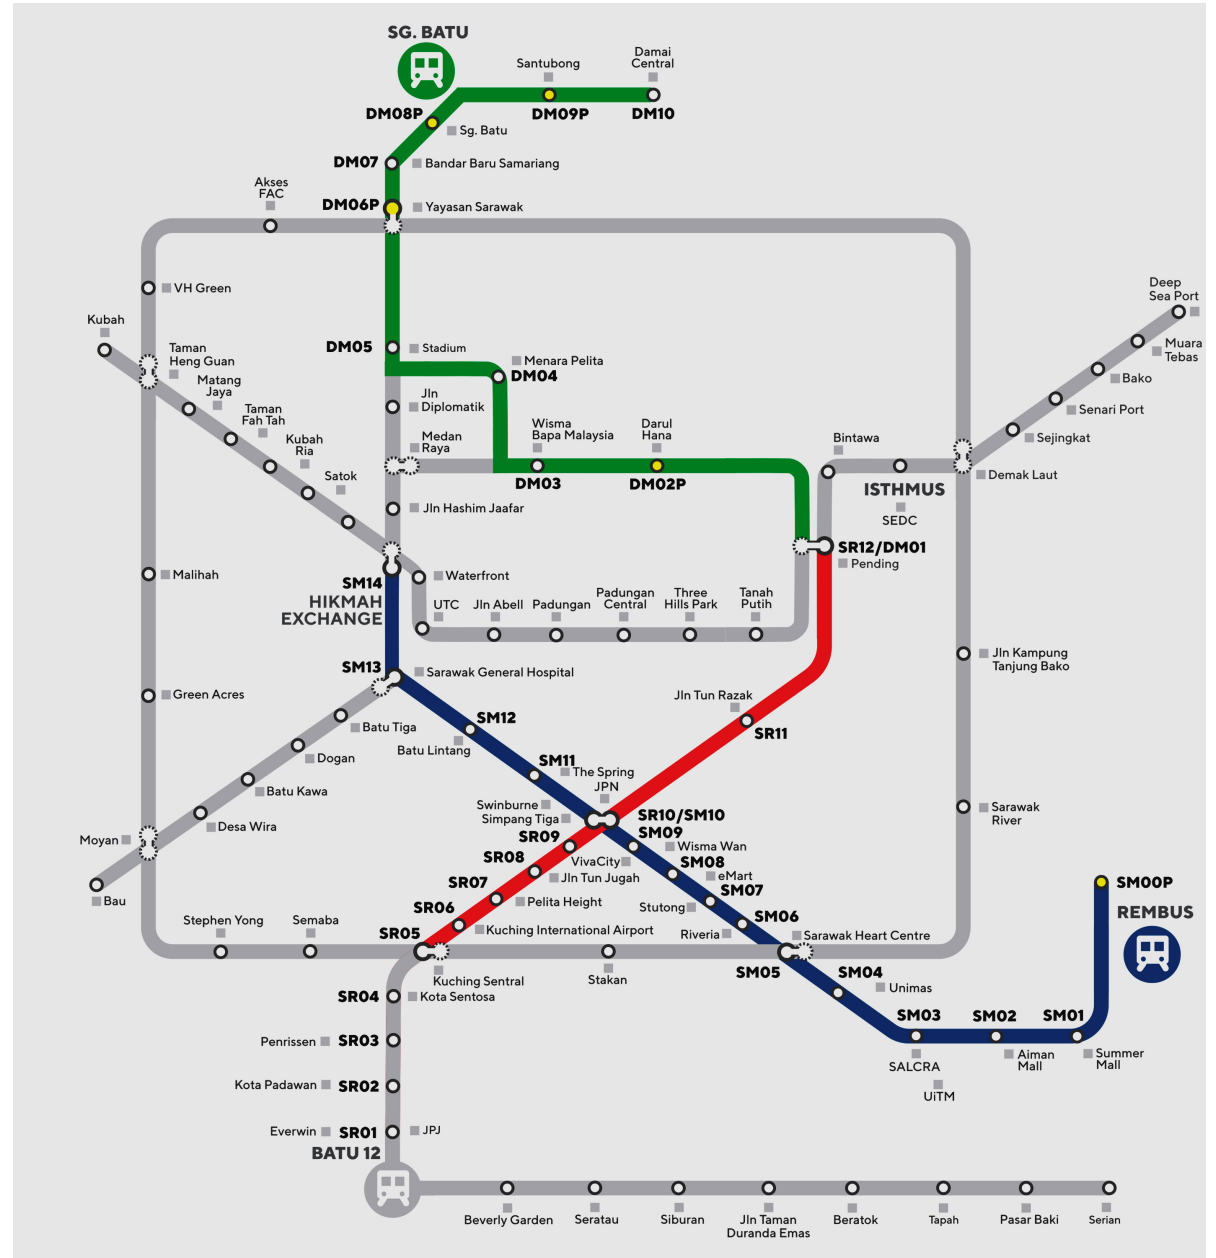 SG. BATU
Santubong
Damai
Central
DM08P
DM09P
DM10
Sg. Batu
DM07
Bandar Baru Samariang
Akses
FAC
DM06P
Yayasan Sarawak
VH Green
Deep
Sea Port
Kubah
Taman
Heng Guan
DM05
Stadium
Muara
Tebas
Menara Pelita
DM04
Bako
Matang
Jaya
Jln
Diplomatik
Senari Port
Taman
Fah Tah
Kubah
Ria
Medan
Raya
Wisma
Bapa Malaysia
Darul
Hana
Bintawa
Sejingkat
Satok
DM03
DM02P
ISTHMUS
SEDC
Demak Laut
Jln Hashim Jaafar
SR12/DM01
Pending
Malihah
SM14
HIKMAH
EXCHANGE
Waterfront
UTC
Jln Abell
Padungan
Padungan
Central
Three
Hills Park
Tanah
Putih
Jln Kampung
Tanjung Bako
SM13
Sarawak General Hospital
Green Acres
Jln Tun Razak
SR11
Batu Tiga
SM12
Batu Lintang
Dogan
SM11
The Spring
JPN
Batu Kawa
Swinburne
Simpang Tiga
SR10/SM10
Sarawak
River
Desa Wira
Moyan
SR09
SM09
Wisma Wan
VivaCity
SR08
Jln Tun Jugah
SM08
eMart
SR07
Pelita Height
SM07
Stutong
Bau
SM00P
REMBUS
SR06
Kuching International Airport
SM06
Riveria
Stephen Yong
Semaba
SR05
Sarawak Heart Centre
SM05
Kuching Sentral
Stakan
SR04
Kota Sentosa
SM04
Unimas
SM03
SM02
SM01
Penrissen
SR03
SALCRA
Aiman
Mall
Summer
Mall
Kota Padawan
SR02
UiTM
Everwin
SR01
JPJ
BATU 12
Beverly Garden
Seratau
Siburan
Jln Taman
Duranda Emas
Beratok
Tapah
Pasar Baki
Serian